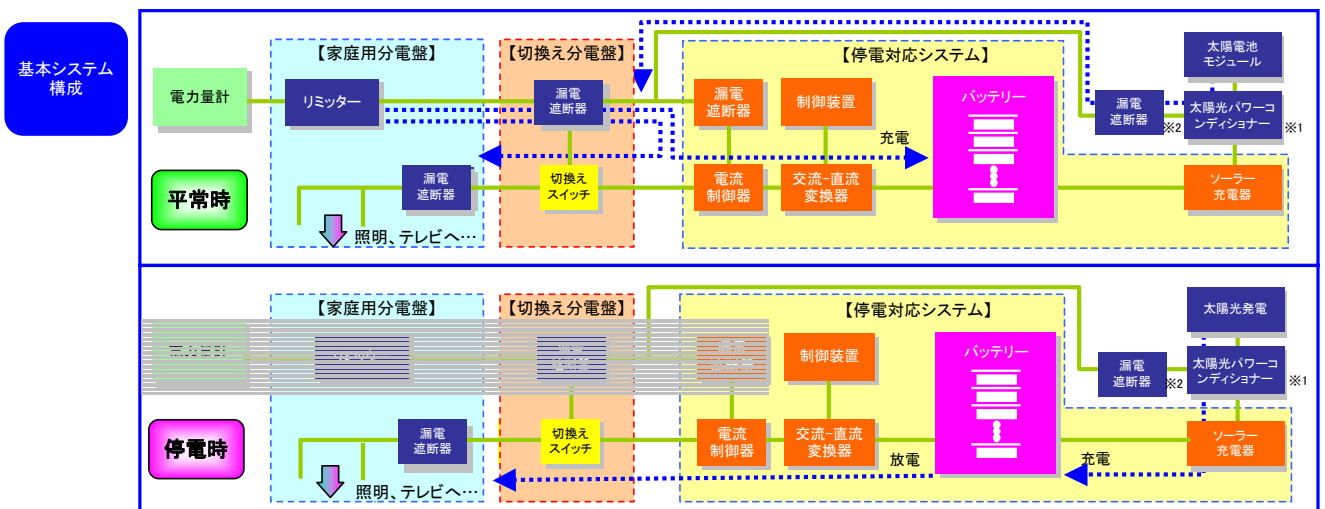 基本システム
構成
【家庭用分電盤】
【切換え分電盤】
【停電対応システム】
太陽電池
モジュール
電力量計
リミッター
漏電
遮断器
漏電
遮断器
制御装置
バッテリー
漏電
遮断器
※2
太陽光パワーコ
ンディショナー
※1
充電
平常時
漏電
遮断器
切換え
スイッチ
電流
制御器
交流-直流
変換器
ソーラー
充電器
照明、テレビへ…
【家庭用分電盤】
【切換え分電盤】
【停電対応システム】
太陽光発電
制御装置
バッテリー
漏電
遮断器
※2
太陽光パワーコ
ンディショナー
※1
停電時
漏電
遮断器
切換え
スイッチ
電流
制御器
交流-直流
変換器
ソーラー
充電器
放電
充電
照明、テレビへ…